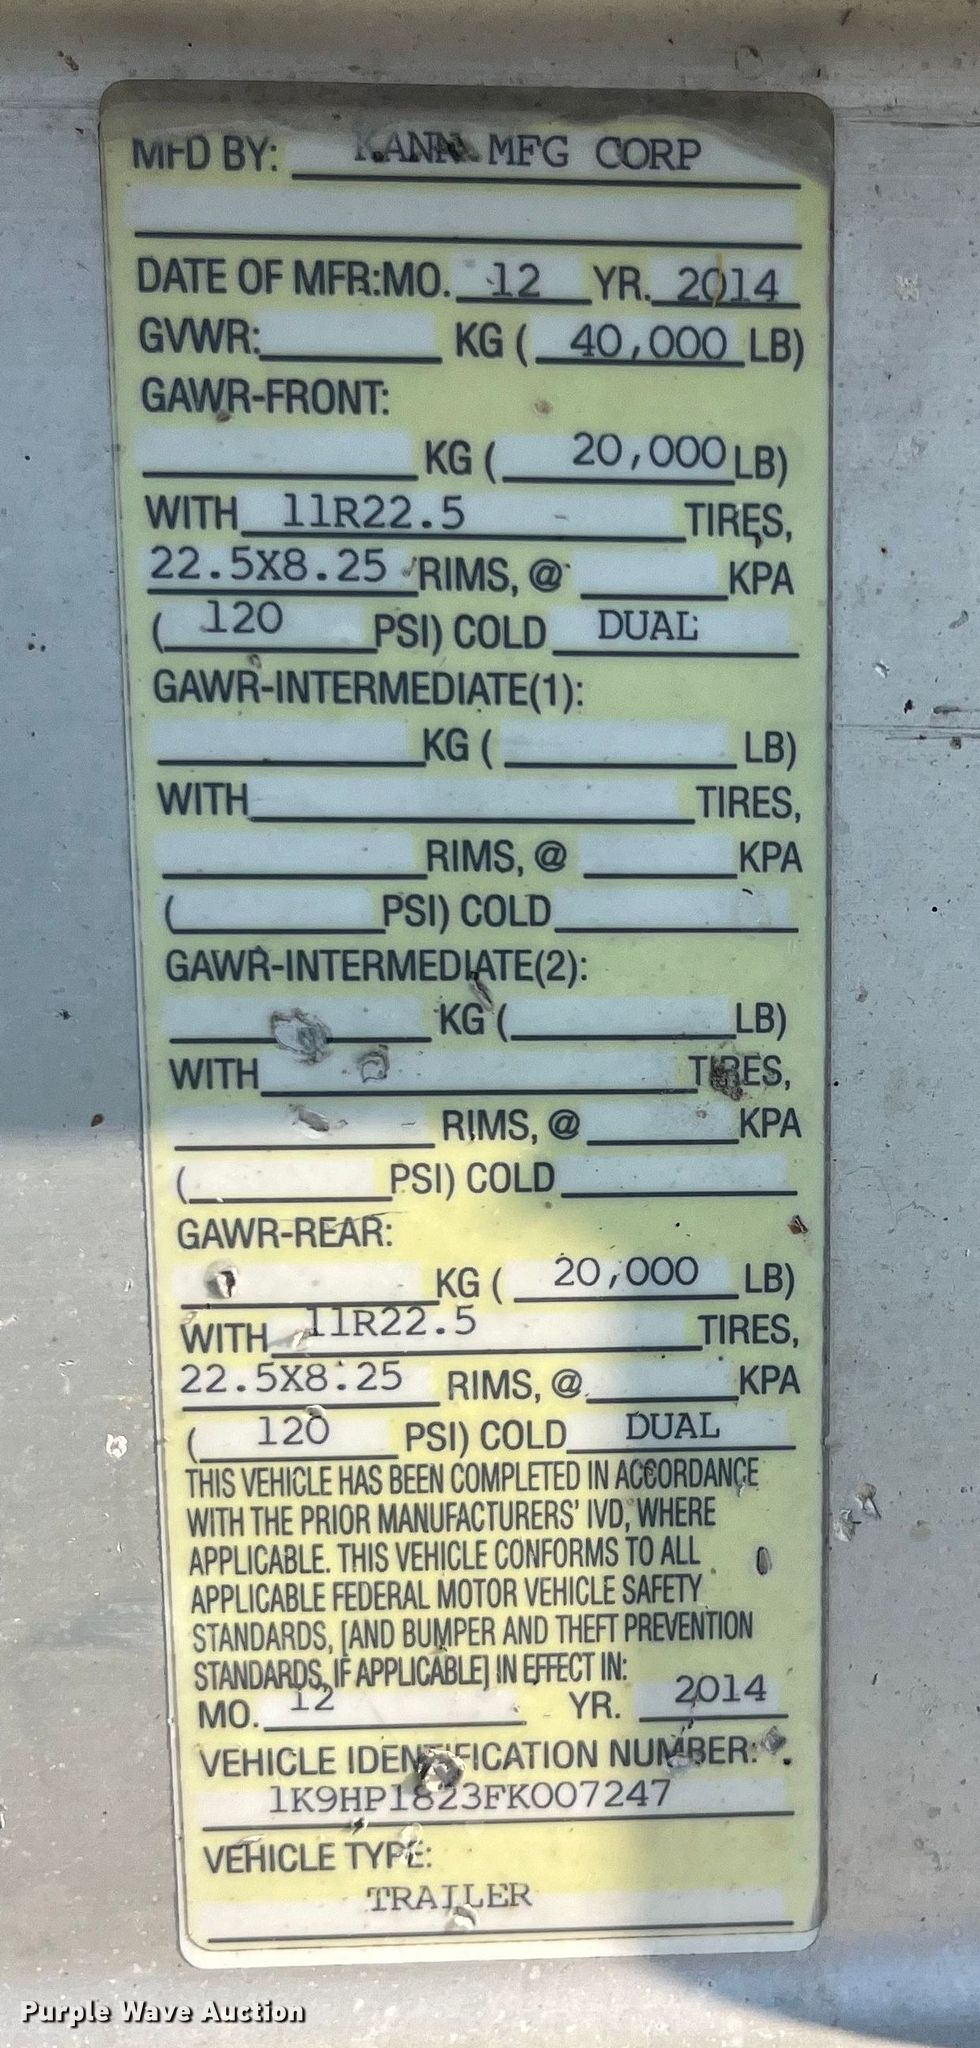 MFD BY: KANN MFG CORP
DATE OF MFR:MO. 12 YR. 2014
GVWR: KG ( 40,000 LB)
GAWR-FRONT:
KG ( 20,000 LB)
WITH 11R22.5 TIRES,
22.5X8.25 RIMS, @ KPA
( 120 PSI) COLD DUAL
GAWR-INTERMEDIATE(1):
KG ( LB)
WITH TIRES,
RIMS, @ KPA
( PSI) COLD
GAWR-INTERMEDIATE(2):
KG ( LB)
WITH TIRES,
RIMS, @ KPA
( PSI) COLD
GAWR-REAR:
KG ( 20,000 LB)
WITH 11R22.5 TIRES,
22.5X8.25 RIMS, @ KPA
( 120 PSI) COLD DUAL
THIS VEHICLE HAS BEEN COMPLETED IN ACCORDANCE
WITH THE PRIOR MANUFACTURERS' IVD, WHERE
APPLICABLE. THIS VEHICLE CONFORMS TO ALL
APPLICABLE FEDERAL MOTOR VEHICLE SAFETY
STANDARDS, [AND BUMPER AND THEFT PREVENTION
STANDARDS, IF APPLICABLE] IN EFFECT IN:
MO. 12 YR. 2014
VEHICLE IDENTIFICATION NUMBER:
1K9HP1823FK007247
VEHICLE TYPE:
TRAILER
Purple Wave Auction